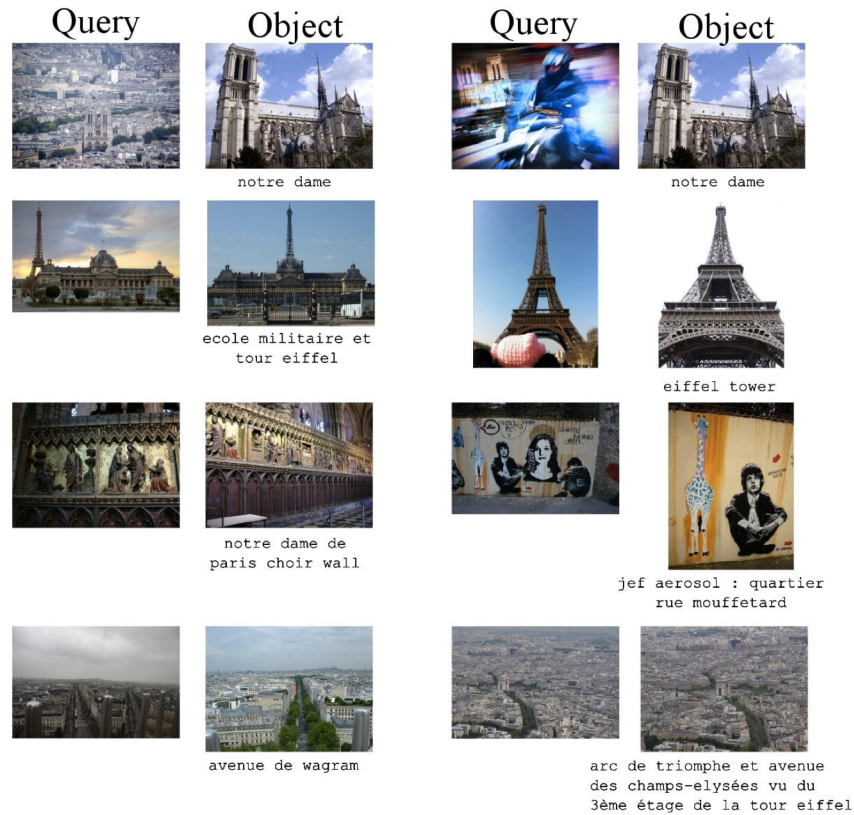 Query
Object
Query
Object
notre dame
notre dame
ecole militaire et
tour eiffel
eiffel tower
notre dame de
paris choir wall
jef aerosol : quartier
rue mouffetard
avenue de wagram
arc de triomphe et avenue
des champs-elysées vu du
3ème étage de la tour eiffel